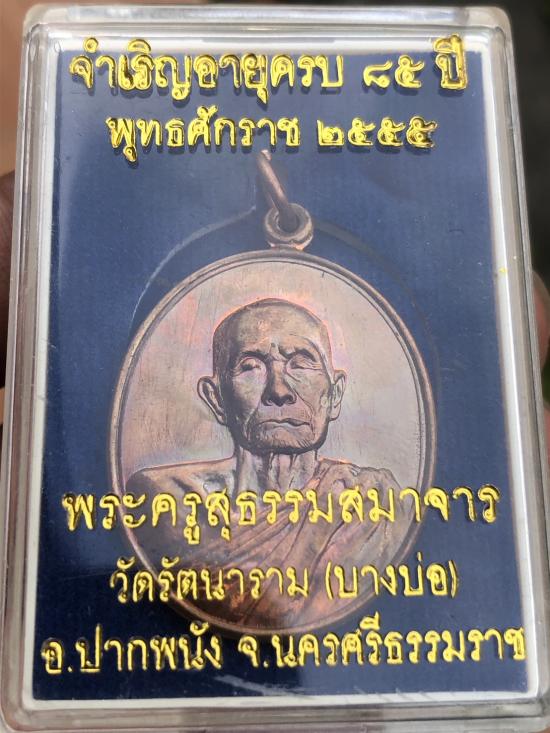 จำเริญอายุครบ ๘๕ ปี
พุทธศักราช ๒๕๕๕
พระครูสุธรรมสมาจาร
วัดรัตนาราม (บางบ่อ)
อ.ปากพนัง จ.นครศรีธรรมราช